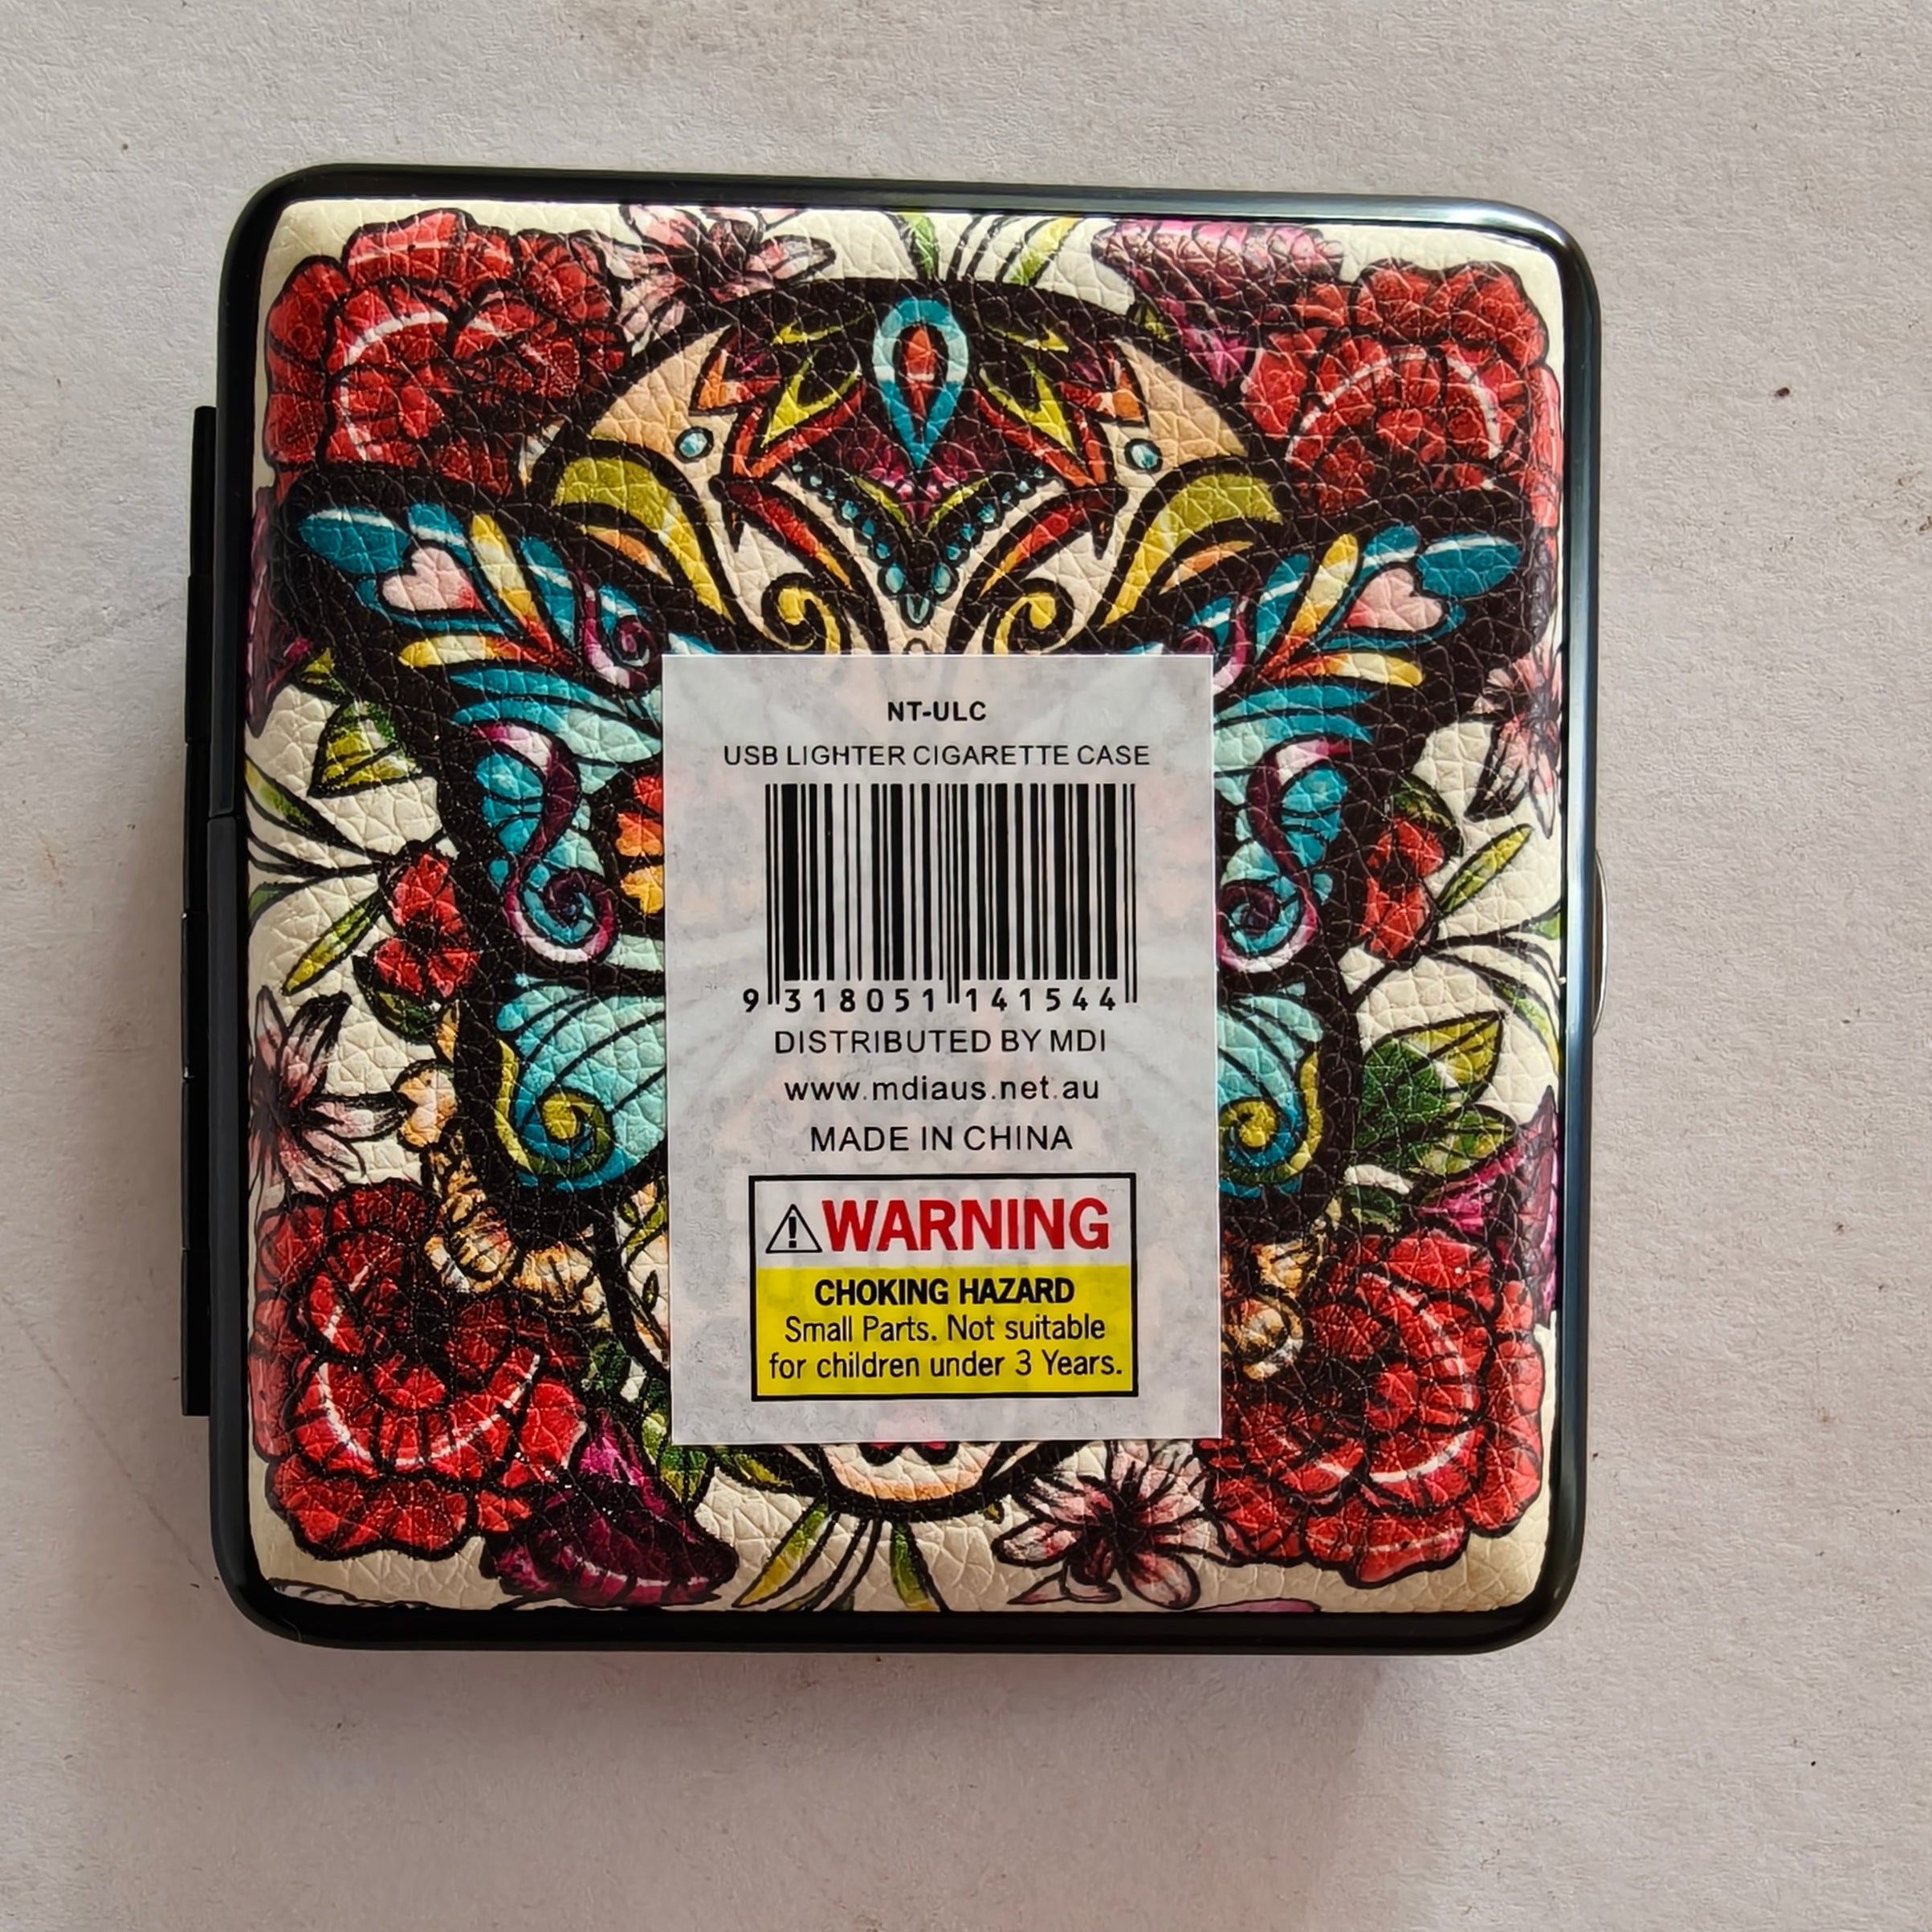 NT-ULC
USB LIGHTER CIGARETTE CASE
9 318051 141544
DISTRIBUTED BY MDI
www.mdiaus.net.au
MADE IN CHINA
WARNING
CHOKING HAZARD
Small Parts. Not suitable
for children under 3 Years.